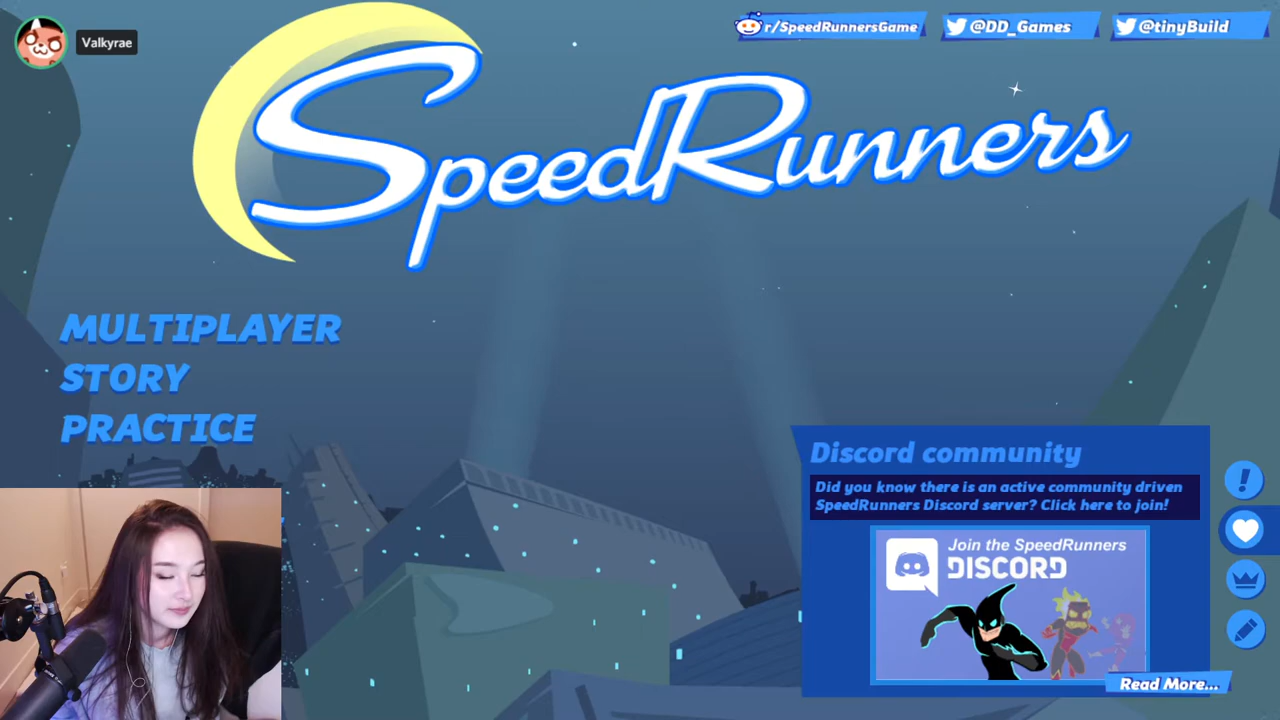 Valkyrae
r/SpeedRunnersGame
@DD_Games
@tinyBuild
SpeedRunners
MULTIPLAYER
STORY
PRACTICE
Discord community
Did you know there is an active community driven
SpeedRunners Discord server? Click here to join!
Join the SpeedRunners
DISCORD
Read More...